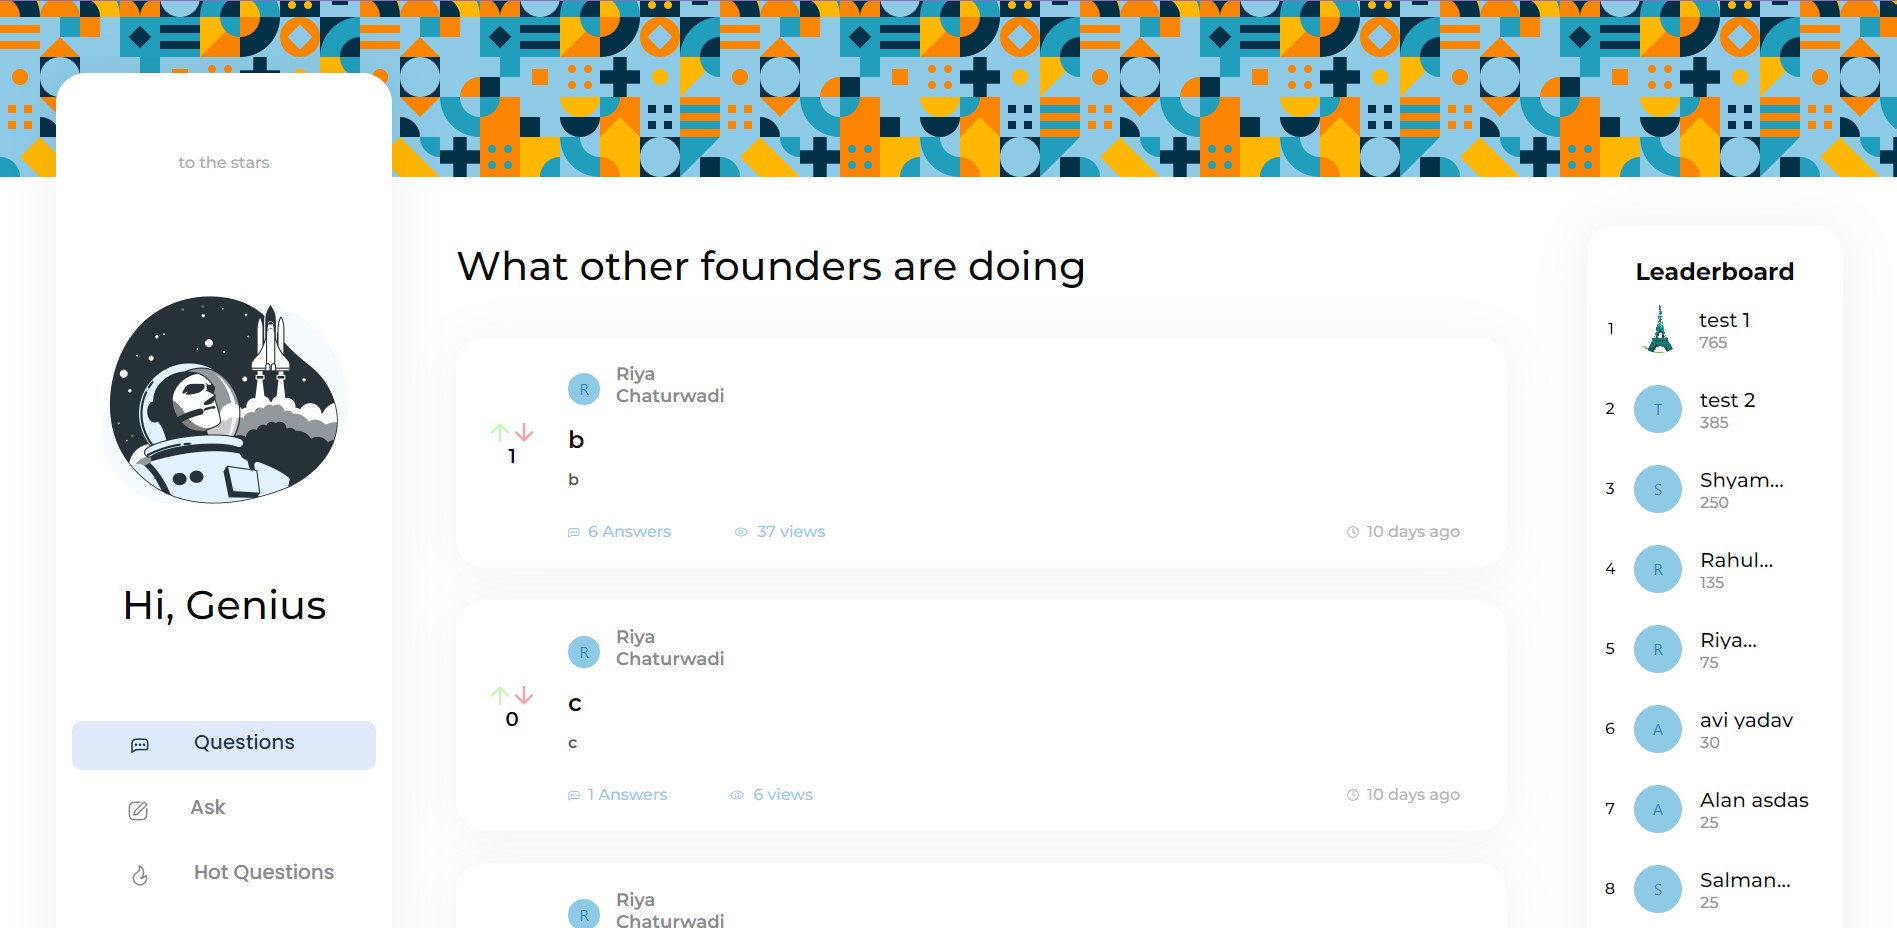 to the stars
Hi, Genius
Questions
Ask
Hot Questions
What other founders are doing
R
Riya
Chaturwadi
1
b
b
6 Answers
37 views
10 days ago
R
Riya
Chaturwadi
0
c
c
1 Answers
6 views
10 days ago
R
Riya
Chaturwadi
Leaderboard
1
test 1
765
2
T
test 2
385
3
S
Shyam...
250
4
R
Rahul...
135
5
R
Riya...
75
6
A
avi yadav
30
7
A
Alan asdas
25
8
S
Salman...
25